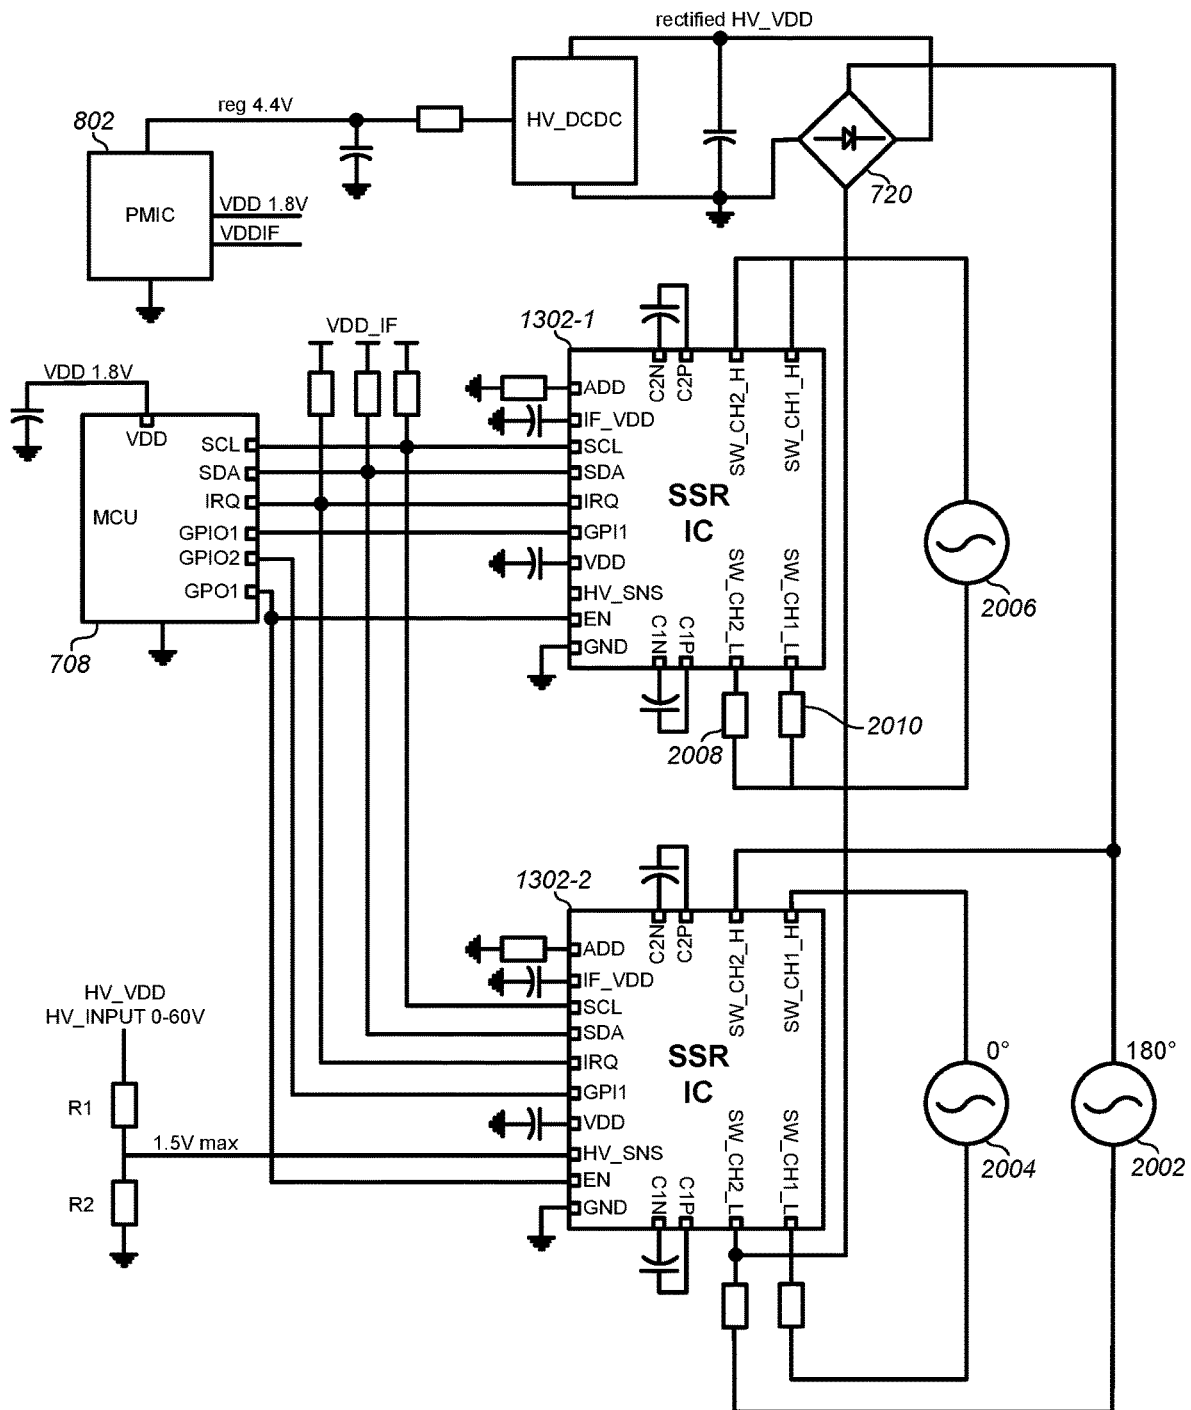 rectified HV_VDD
reg 4.4V
802
HV_DCDC
PMIC
VDD 1.8V
VDDIF
720
1302-1
VDD_IF
VDD 1.8V
C2N
C2P
SW_CH2_H
SW_CH1_H
ADD
IF_VDD
SCL
SDA
IRQ
GPI1
VDD
HV_SNS
EN
GND
SSR
IC
C1N
C1P
SW_CH2_L
SW_CH1_L
VDD
SCL
SDA
IRQ
GPIO1
GPIO2
GPO1
MCU
708
2006
2008
2010
1302-2
C2N
C2P
SW_CH2_H
SW_CH1_H
ADD
IF_VDD
SCL
SDA
IRQ
GPI1
VDD
HV_SNS
EN
GND
SSR
IC
C1N
C1P
SW_CH2_L
SW_CH1_L
HV_VDD
HV_INPUT 0-60V
R1
1.5V max
R2
0°
180°
2004
2002